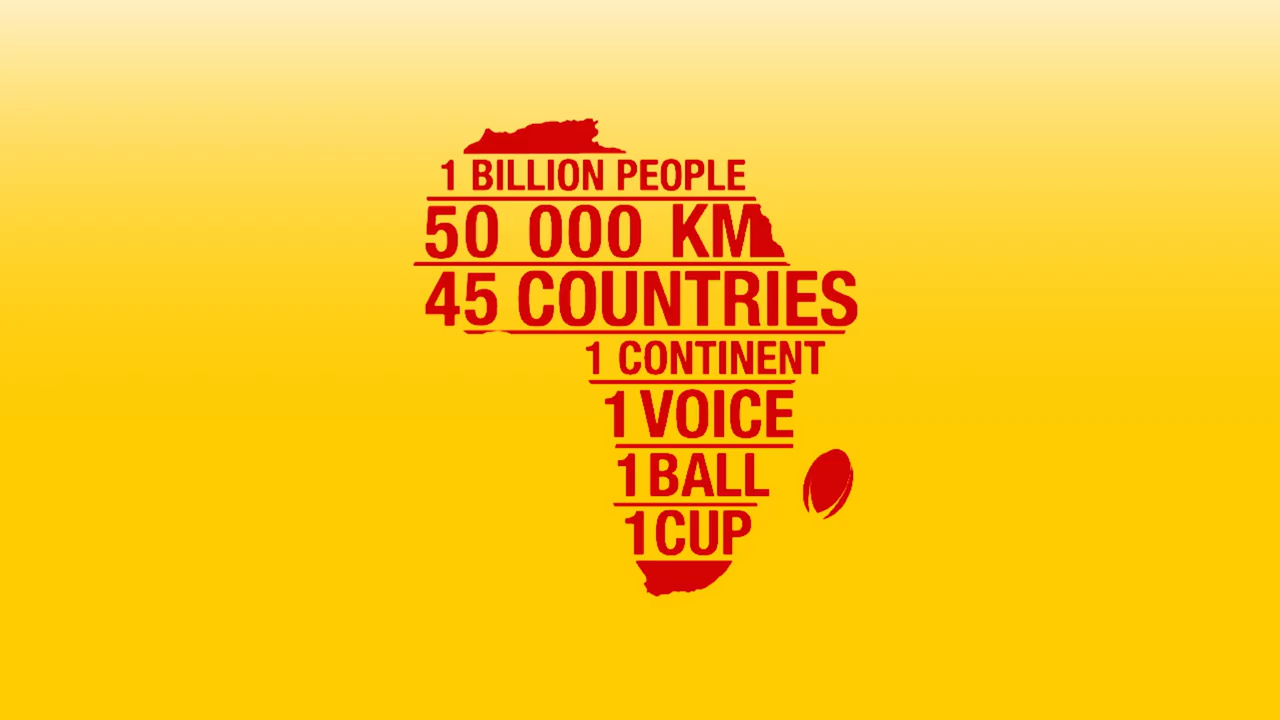 1 BILLION PEOPLE
50 000 KM
45 COUNTRIES
1 CONTINENT
1 VOICE
1 BALL
1 CUP